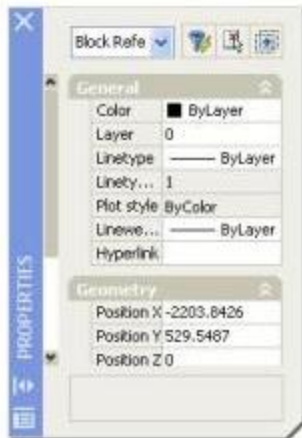 Block Refe
General
Color ByLayer
Layer 0
Linetype ByLayer
Linety... 1
Plot style ByColor
Linewe... ByLayer
Hyperlink
Geometry
Position X -2203.8426
Position Y 529.5487
Position Z 0
PROPERTIES